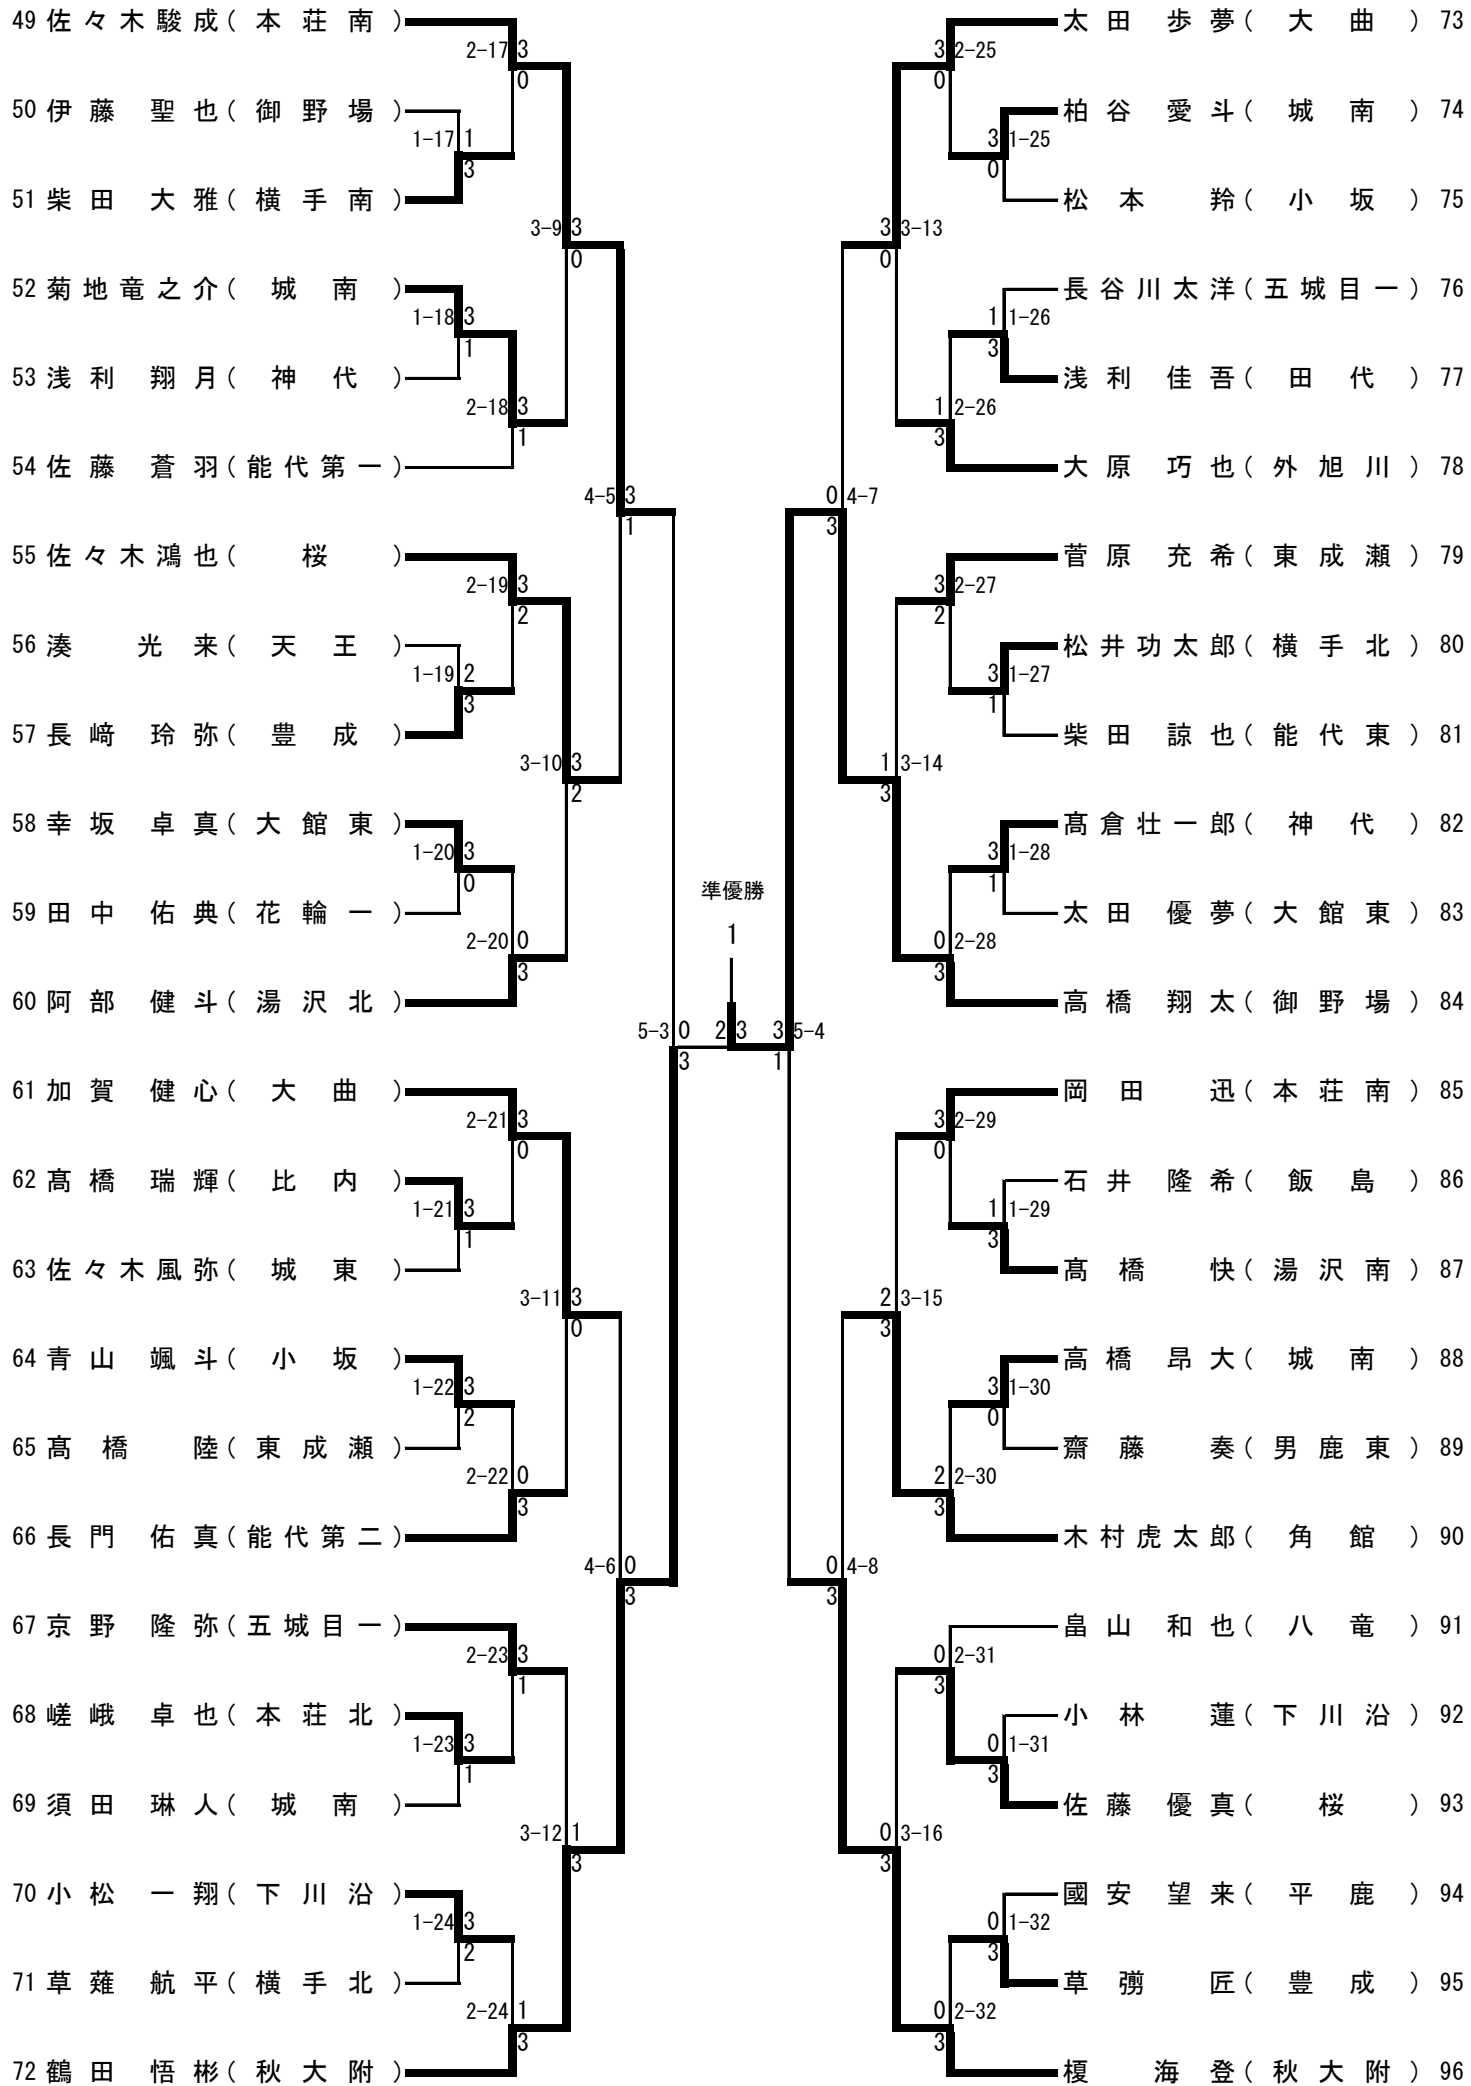 49 佐々木駿成(本荘南)
2-17 3
0
50 伊藤 聖也(御野場)
1-17 1
3
51 柴田 大雅(横手南)
3-9 3
0
52 菊地竜之介(城南)
1-18 3
1
53 浅利 翔月(神代)
2-18 3
1
54 佐藤 蒼羽(能代第一)
4-5 3
1
55 佐々木鴻也(桜)
2-19 3
2
56 湊 光来(天王)
1-19 2
3
57 長﨑 玲弥(豊成)
3-10 3
2
58 幸坂 卓真(大館東)
1-20 3
0
59 田中 佑典(花輪一)
2-20 0
3
60 阿部 健斗(湯沢北)
5-3 0
3
61 加賀 健心(大曲)
2-21 3
0
62 髙橋 瑞輝(比内)
1-21 3
1
63 佐々木風弥(城東)
3-11 3
0
64 青山 颯斗(小坂)
1-22 3
2
65 髙橋 陸(東成瀬)
2-22 0
3
66 長門 佑真(能代第二)
4-6 0
3
67 京野 隆弥(五城目一)
2-23 3
1
68 嵯峨 卓也(本荘北)
1-23 3
1
69 須田 琳人(城南)
3-12 1
3
70 小松 一翔(下川沿)
1-24 3
2
71 草薙 航平(横手北)
2-24 1
3
72 鶴田 悟彬(秋大附)
準優勝
1
2 3
太田 歩夢(大曲) 73
3 2-25
0
柏谷 愛斗(城南) 74
3 1-25
0
松本 羚(小坂) 75
3 3-13
0
長谷川太洋(五城目一) 76
1 1-26
3
浅利 佳吾(田代) 77
1 2-26
3
大原 巧也(外旭川) 78
0 4-7
3
菅原 充希(東成瀬) 79
3 2-27
2
松井功太郎(横手北) 80
3 1-27
1
柴田 諒也(能代東) 81
1 3-14
3
髙倉壮一郎(神代) 82
3 1-28
1
太田 優夢(大館東) 83
0 2-28
3
高橋 翔太(御野場) 84
3 5-4
1
岡田 迅(本荘南) 85
3 2-29
0
石井 隆希(飯島) 86
1 1-29
3
髙橋 快(湯沢南) 87
2 3-15
3
高橋 昂大(城南) 88
3 1-30
0
齋藤 奏(男鹿東) 89
2 2-30
3
木村虎太郎(角館) 90
0 4-8
3
畠山 和也(八竜) 91
0 2-31
3
小林 蓮(下川沿) 92
0 1-31
3
佐藤 優真(桜) 93
0 3-16
3
國安 望来(平鹿) 94
0 1-32
3
草彅 匠(豊成) 95
0 2-32
3
榎 海登(秋大附) 96